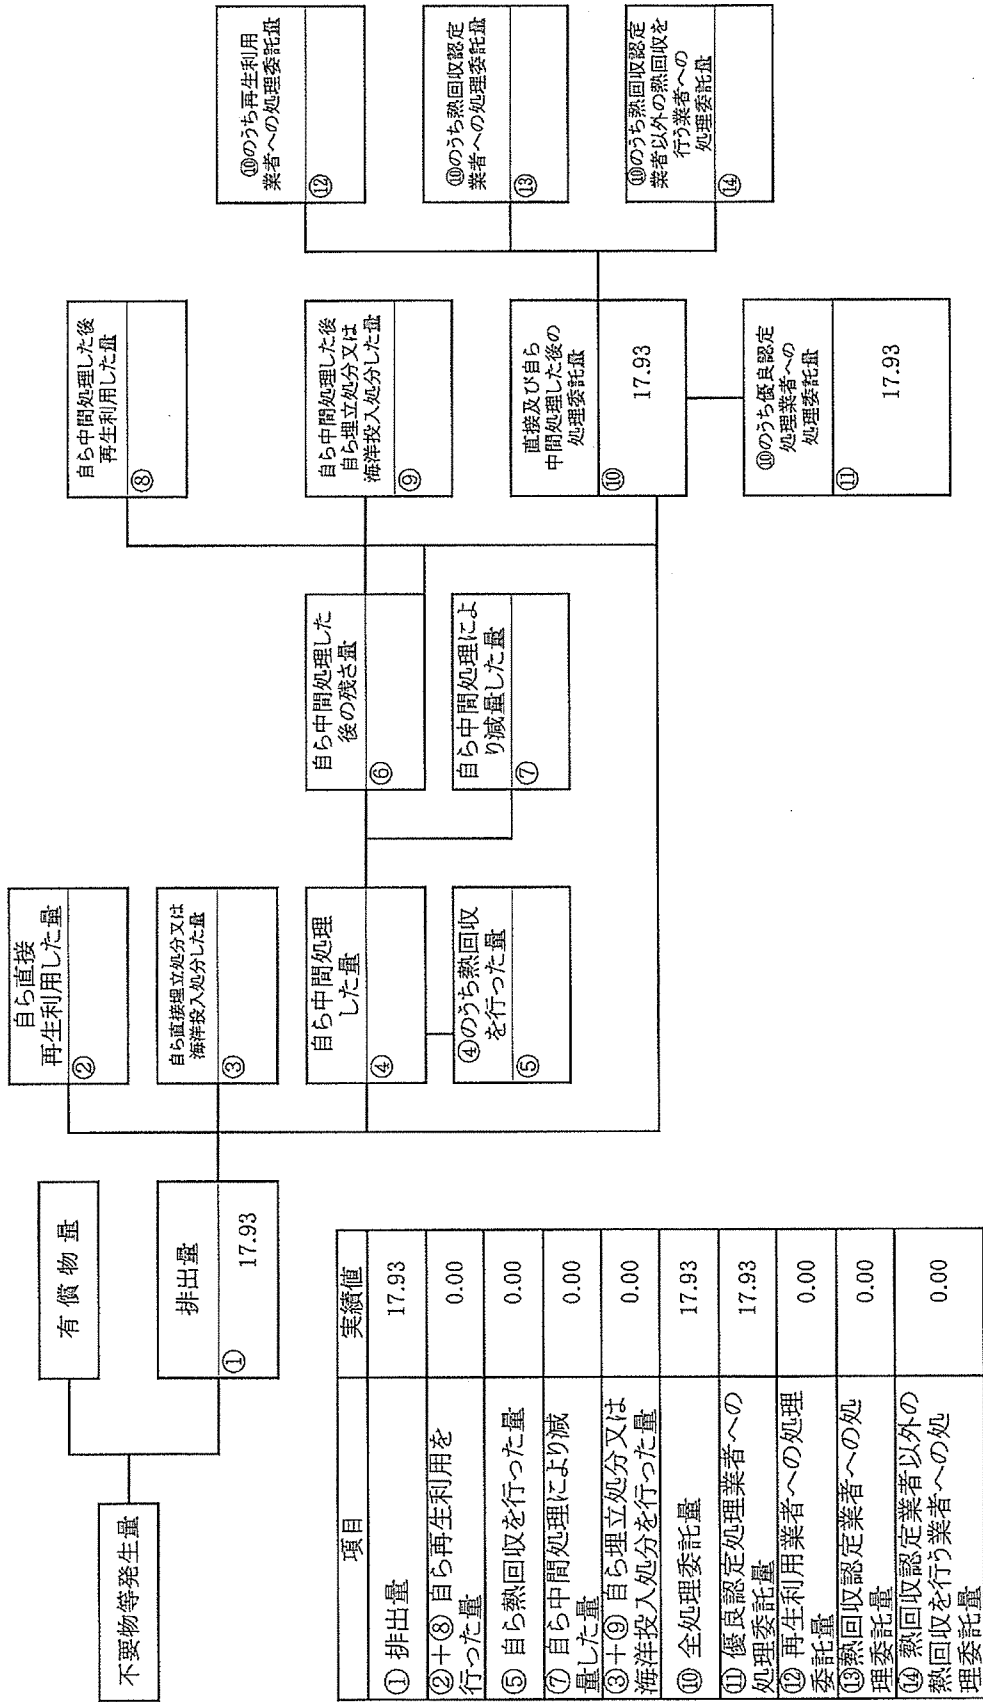 不要物等発生量
有償物量
排出量
①
17.93
自ら直接
再生利用した量
②
自ら直接埋立処分又は
海洋投入処分した量
③
自ら中間処理
した量
④
④のうち熱回収
を行った量
⑤
自ら中間処理した
後の残さ量
⑥
自ら中間処理によ
り減量した量
⑦
自ら中間処理した後
再生利用した量
⑧
自ら中間処理した後
自ら埋立処分又は
海洋投入処分した量
⑨
直接及び自ら
中間処理した後の
処理委託量
⑩
17.93
⑩のうち優良認定
処理業者への
処理委託量
⑪
17.93
⑩のうち再生利用
業者への処理委託量
⑫
⑩のうち熱回収認定
業者への処理委託量
⑬
⑩のうち熱回収認定
業者以外の熱回収を
行う業者への
処理委託量
⑭
項目 実績値
①排出量 17.93
②+⑧ 自ら再生利用を
行った量 0.00
⑤ 自ら熱回収を行った量 0.00
⑦ 自ら中間処理により減
量した量 0.00
③+⑨ 自ら埋立処分又は
海洋投入処分を行った量 0.00
⑩ 全処理委託量 17.93
⑪ 優良認定処理業者への
処理委託量 17.93
⑫ 再生利用業者への処理
委託量 0.00
⑬熱回収認定業者への処
理委託量 0.00
⑭ 熱回収認定業者以外の
熱回収を行う業者への処
理委託量 0.00